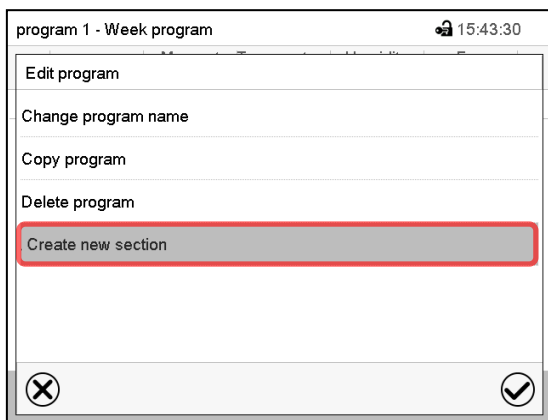 program 1 - Week program 15:43:30
Edit program
Change program name
Copy program
Delete program
Create new section